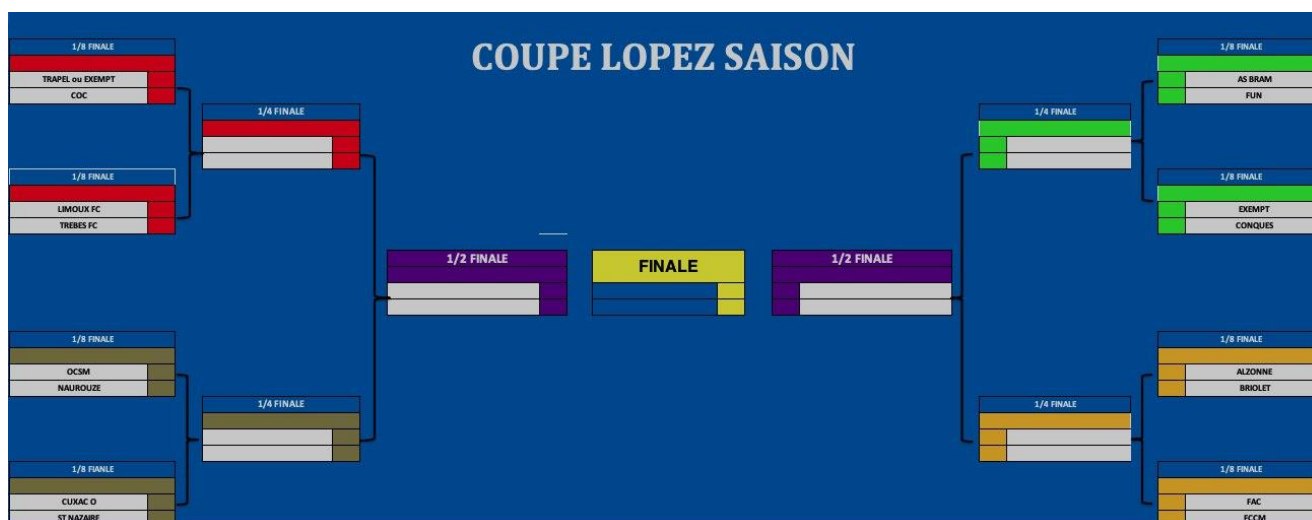 COUPE LOPEZ SAISON
1/8 FINALE
TRAPEL ou EXEMPT
COC
1/8 FINALE
LIMOUX FC
TREBES FC
1/4 FINALE
1/8 FINALE
OCSM
NAUROUZE
1/8 FIANLE
CUXAC O
ST NAZAIRE
1/4 FINALE
1/2 FINALE
FINALE
1/2 FINALE
1/4 FINALE
1/8 FINALE
AS BRAM
FUN
1/8 FINALE
EXEMPT
CONQUES
1/4 FINALE
1/8 FINALE
ALZONNE
BRIOLET
1/8 FINALE
FAC
FCCM